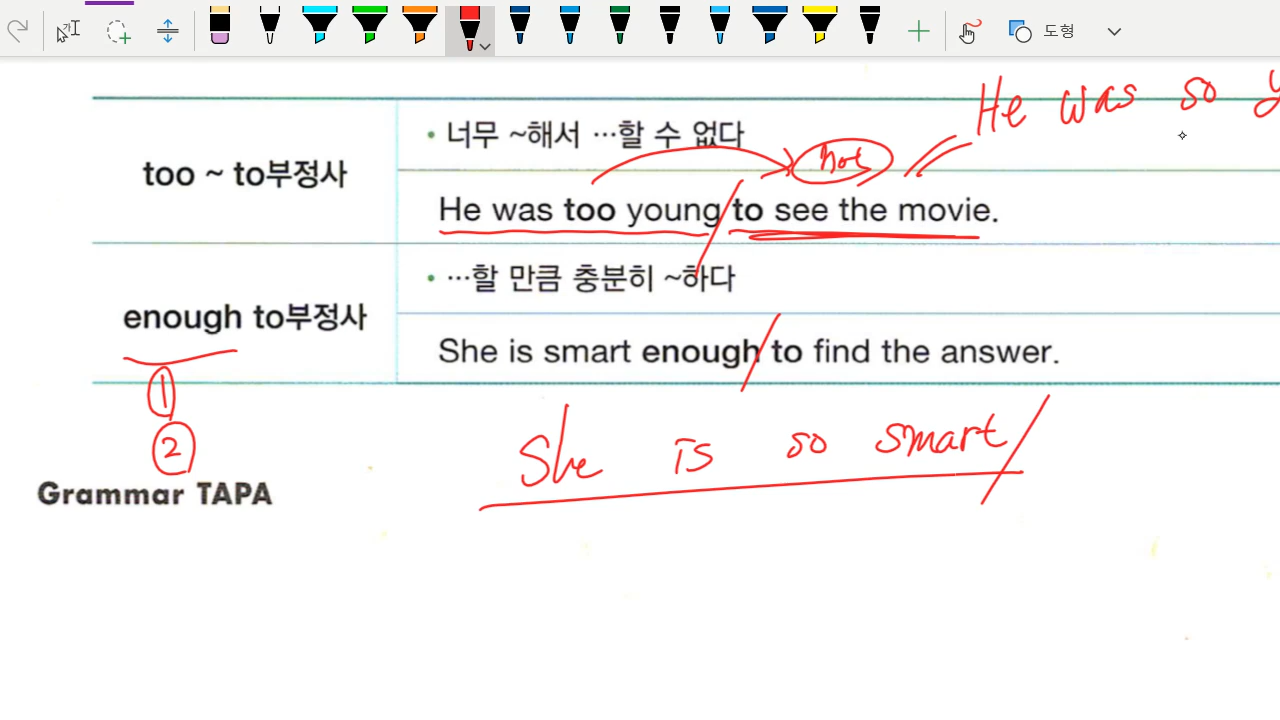 도형
He was so y
• 너무 ~해서 …할 수 없다
not
too ~ to부정사
He was too young to see the movie.
• …할 만큼 충분히 ~하다
enough to부정사
She is smart enough to find the answer.
①
②
She is so smart
Grammar TAPA